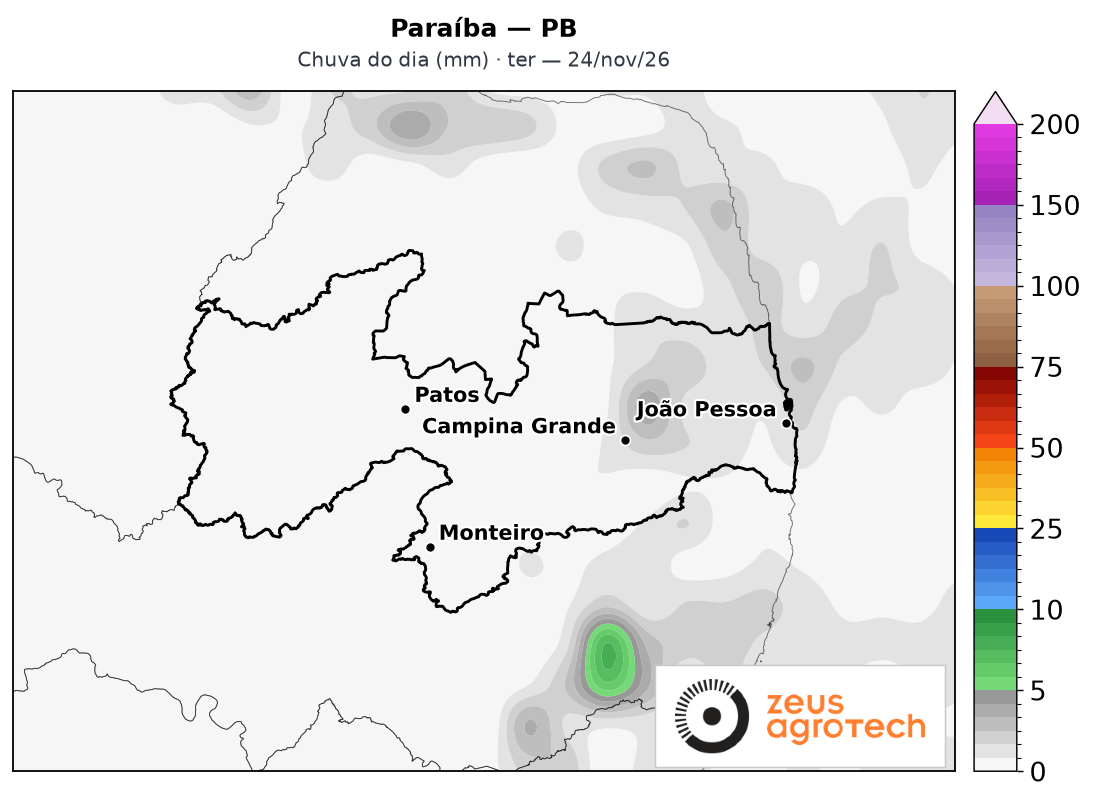 Paraíba — PB
Chuva do dia (mm) · ter — 24/nov/26
200
150
100
75
50
25
10
5
0
Patos
João Pessoa
Campina Grande
Monteiro
zeus
agrotech